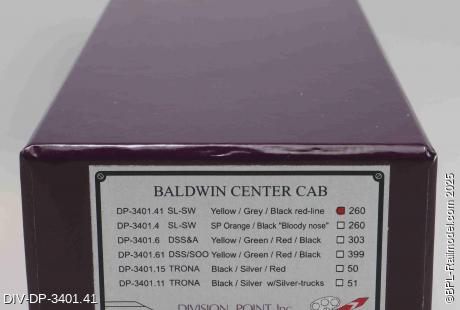 BALDWIN CENTER CAB
DP-3401.41 SL-SW Yellow / Grey / Black red-line 260
DP-3401.4 SL-SW SP Orange / Black "Bloody nose" 260
DP-3401.6 DSS&A Yellow / Green / Red / Black 303
DP-3401.61 DSS/SOO Yellow / Green / Red / Black 399
DP-3401.15 TRONA Black / Silver / Red 50
DP-3401.11 TRONA Black / Silver w/Silver-trucks 51
DIVISION POINT Inc
DIV-DP-3401.41
©BPL-Railmodel.com 2025